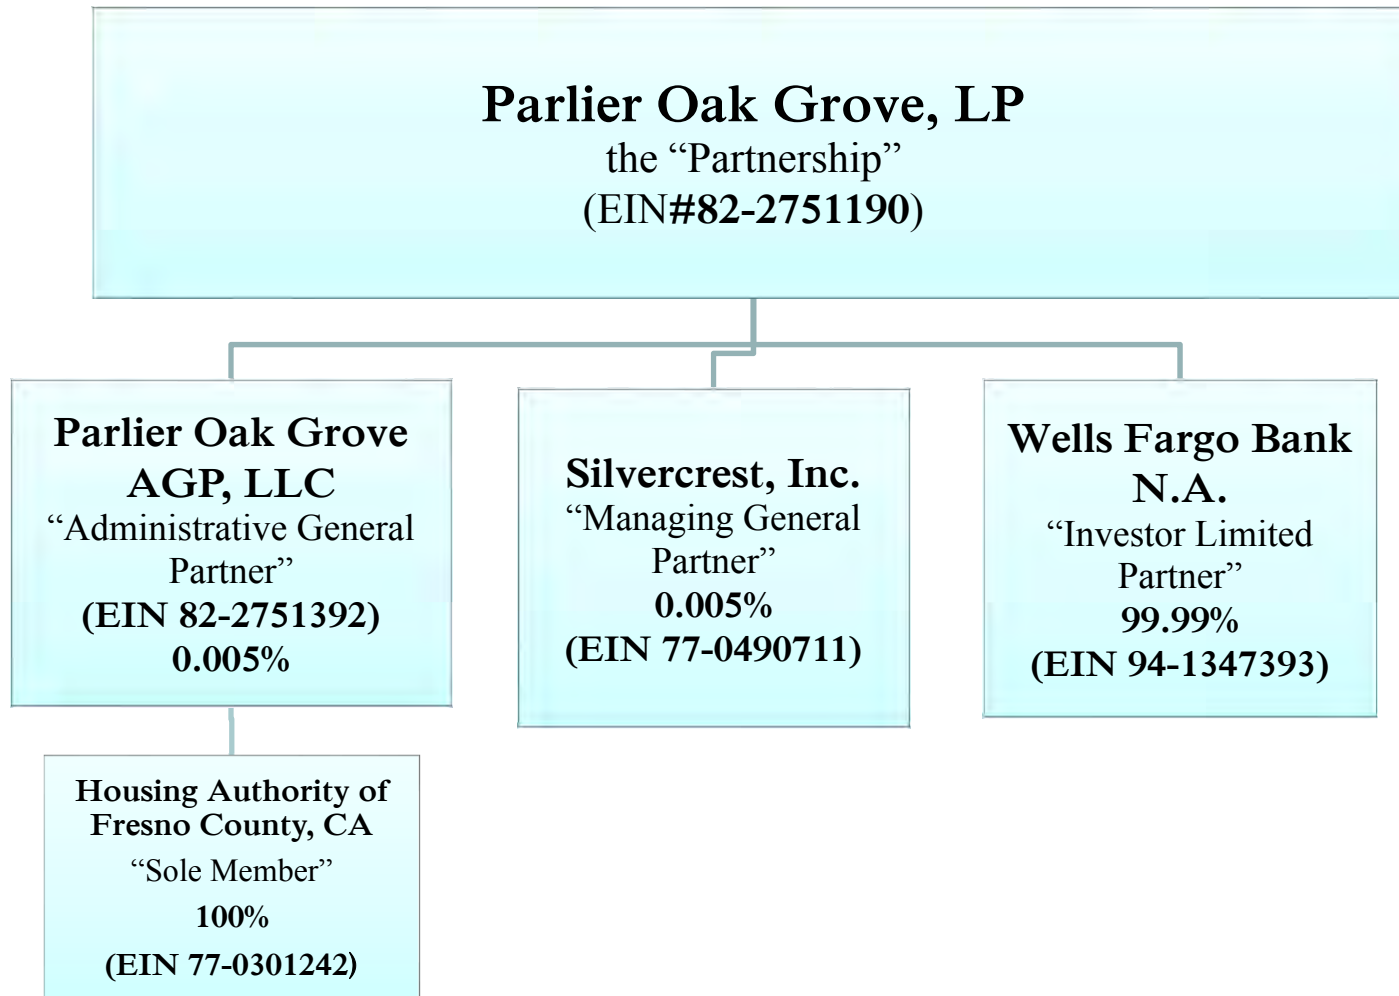 Parlier Oak Grove, LP
the “Partnership”
(EIN#82-2751190)
Parlier Oak Grove
AGP, LLC
“Administrative General
Partner”
(EIN 82-2751392)
0.005%
Silvercrest, Inc.
“Managing General
Partner”
0.005%
(EIN 77-0490711)
Wells Fargo Bank
N.A.
“Investor Limited
Partner”
99.99%
(EIN 94-1347393)
Housing Authority of
Fresno County, CA
“Sole Member”
100%
(EIN 77-0301242)